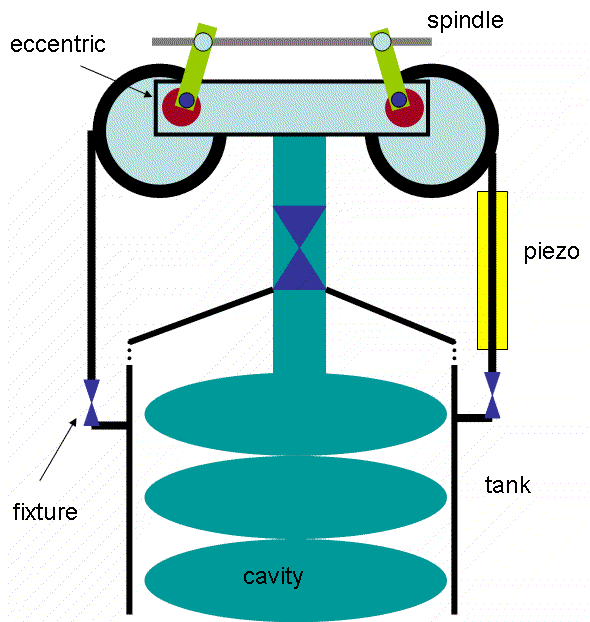 spindle
eccentric
piezo
tank
fixture
cavity